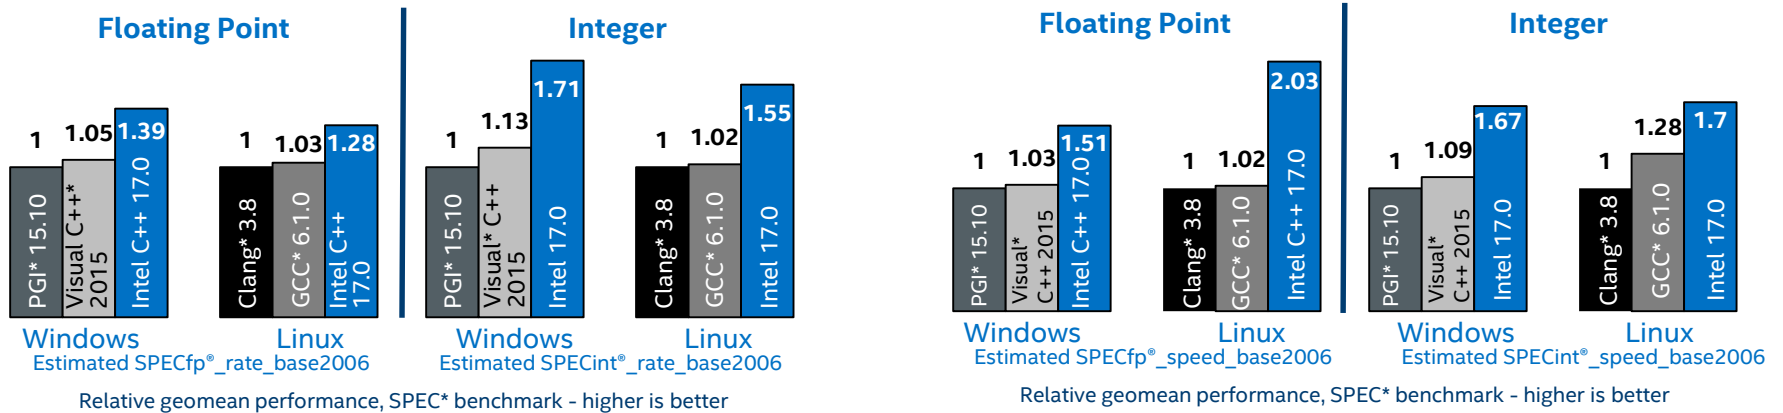 Floating Point
Integer
1
1.05
1.39
1
1.03
1.28
1
1.13
1.71
1
1.02
1.55
PGI* 15.10
Visual C++*
2015
Intel C++ 17.0
Clang* 3.8
GCC* 6.1.0
Intel C++
17.0
PGI* 15.10
Visual* C++
2015
Intel 17.0
Clang* 3.8
GCC* 6.1.0
Intel 17.0
Windows
Linux
Windows
Linux
Estimated SPECfp®_rate_base2006
Estimated SPECint®_rate_base2006
Relative geomean performance, SPEC* benchmark - higher is better
Floating Point
Integer
1
1.03
1.51
1
1.02
2.03
1
1.09
1.67
1
1.28
1.7
PGI* 15.10
Visual*
C++ 2015
Intel C++ 17.0
Clang* 3.8
GCC* 6.1.0
Intel C++ 17.0
PGI* 15.10
Visual*
C++ 2015
Intel 17.0
Clang* 3.8
GCC* 6.1.0
Intel 17.0
Windows
Linux
Windows
Linux
Estimated SPECfp®_speed_base2006
Estimated SPECint®_speed_base2006
Relative geomean performance, SPEC* benchmark - higher is better